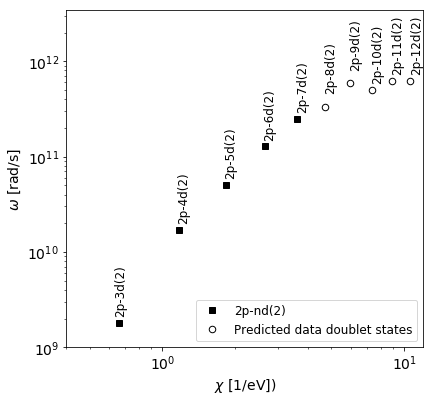 10¹²
10¹¹
10¹⁰
10⁹
ω [rad/s]
2p-3d(2)
2p-4d(2)
2p-5d(2)
2p-6d(2)
2p-7d(2)
2p-8d(2)
2p-9d(2)
2p-10d(2)
2p-11d(2)
2p-12d(2)
2p-nd(2)
Predicted data doublet states
10⁰
10¹
χ [1/eV])